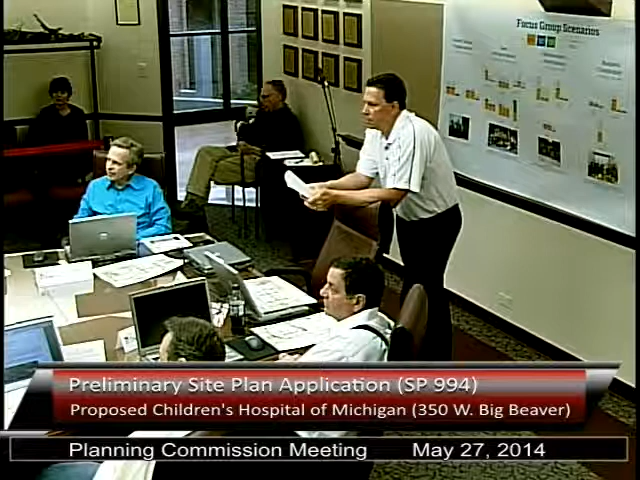 Focus Group Scenarios
Preliminary Site Plan Application (SP 994)
Proposed Children's Hospital of Michigan (350 W. Big Beaver)
Planning Commission Meeting May 27, 2014